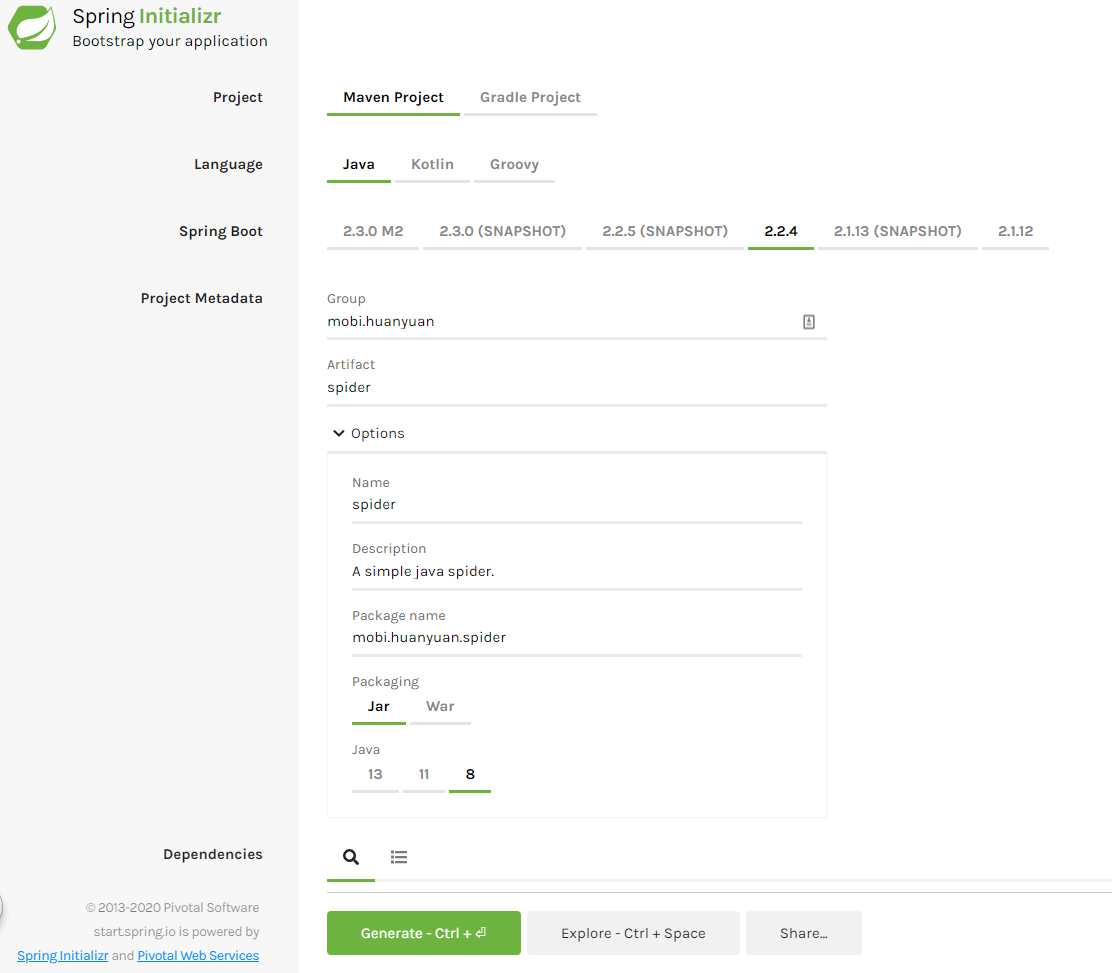 Spring Initializr
Bootstrap your application
Project
Maven Project Gradle Project
Language
Java Kotlin Groovy
Spring Boot
2.3.0 M2 2.3.0 (SNAPSHOT) 2.2.5 (SNAPSHOT) 2.2.4 2.1.13 (SNAPSHOT) 2.1.12
Project Metadata
Group
mobi.huanyuan
Artifact
spider
Options
Name
spider
Description
A simple java spider.
Package name
mobi.huanyuan.spider
Packaging
Jar War
Java
13 11 8
Dependencies
© 2013-2020 Pivotal Software
start.spring.io is powered by
Spring Initializr and Pivotal Web Services
Generate - Ctrl + ⏎ Explore - Ctrl + Space Share...